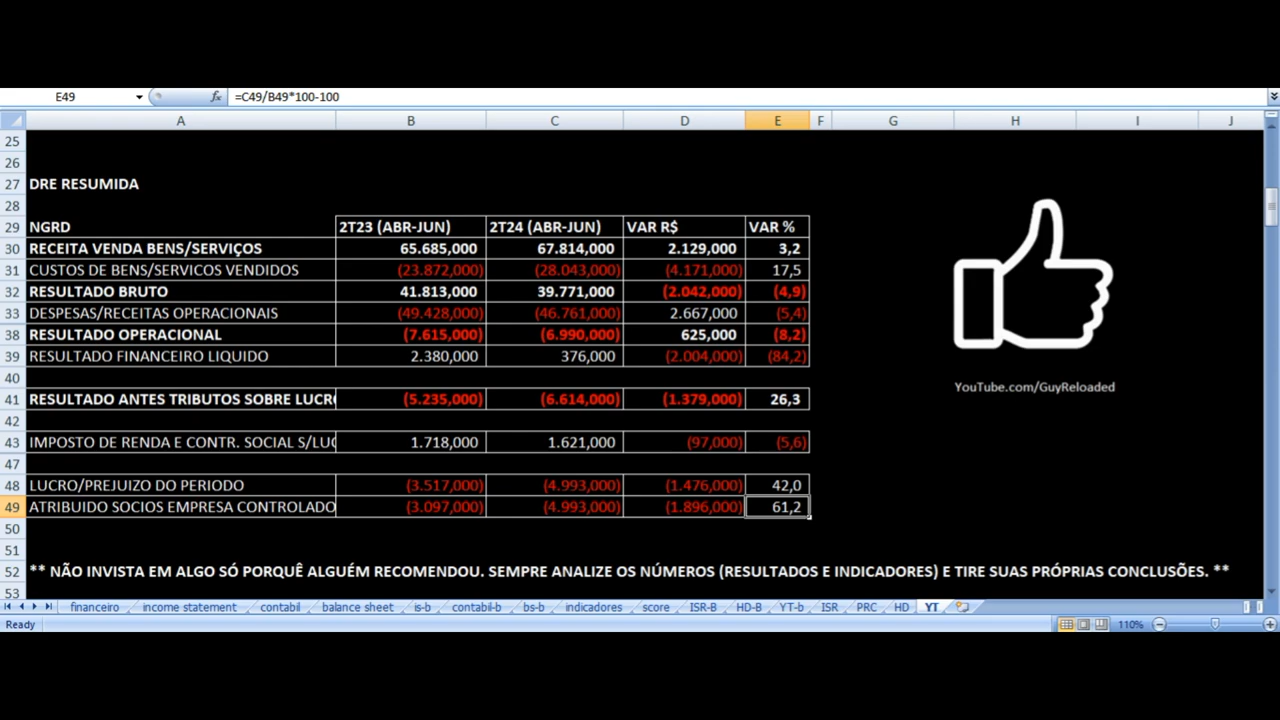 E49 fx =C49/B49*100-100
A B C D E F G H I J
25
26
27 DRE RESUMIDA
28
29 NGRD 2T23 (ABR-JUN) 2T24 (ABR-JUN) VAR R$ VAR %
30 RECEITA VENDA BENS/SERVIÇOS 65.685,000 67.814,000 2.129,000 3,2
31 CUSTOS DE BENS/SERVICOS VENDIDOS (23.872,000) (28.043,000) (4.171,000) 17,5
32 RESULTADO BRUTO 41.813,000 39.771,000 (2.042,000) (4,9)
33 DESPESAS/RECEITAS OPERACIONAIS (49.428,000) (46.761,000) 2.667,000 (5,4)
38 RESULTADO OPERACIONAL (7.615,000) (6.990,000) 625,000 (8,2)
39 RESULTADO FINANCEIRO LIQUIDO 2.380,000 376,000 (2.004,000) (84,2)
YouTube.com/GuyReloaded
40
41 RESULTADO ANTES TRIBUTOS SOBRE LUCRO (5.235,000) (6.614,000) (1.379,000) 26,3
42
43 IMPOSTO DE RENDA E CONTR. SOCIAL S/LUC 1.718,000 1.621,000 (97,000) (5,6)
47
48 LUCRO/PREJUIZO DO PERIODO (3.517,000) (4.993,000) (1.476,000) 42,0
49 ATRIBUIDO SOCIOS EMPRESA CONTROLADO (3.097,000) (4.993,000) (1.896,000) 61,2
50
51
52 ** NÃO INVISTA EM ALGO SÓ PORQUÊ ALGUÉM RECOMENDOU. SEMPRE ANALIZE OS NÚMEROS (RESULTADOS E INDICADORES) E TIRE SUAS PRÓPRIAS CONCLUSÕES. **
53
financeiro income statement contabil balance sheet is-b contabil-b bs-b indicadores score ISR-B HD-B YT-b ISR PRC HD YT
Ready 110%